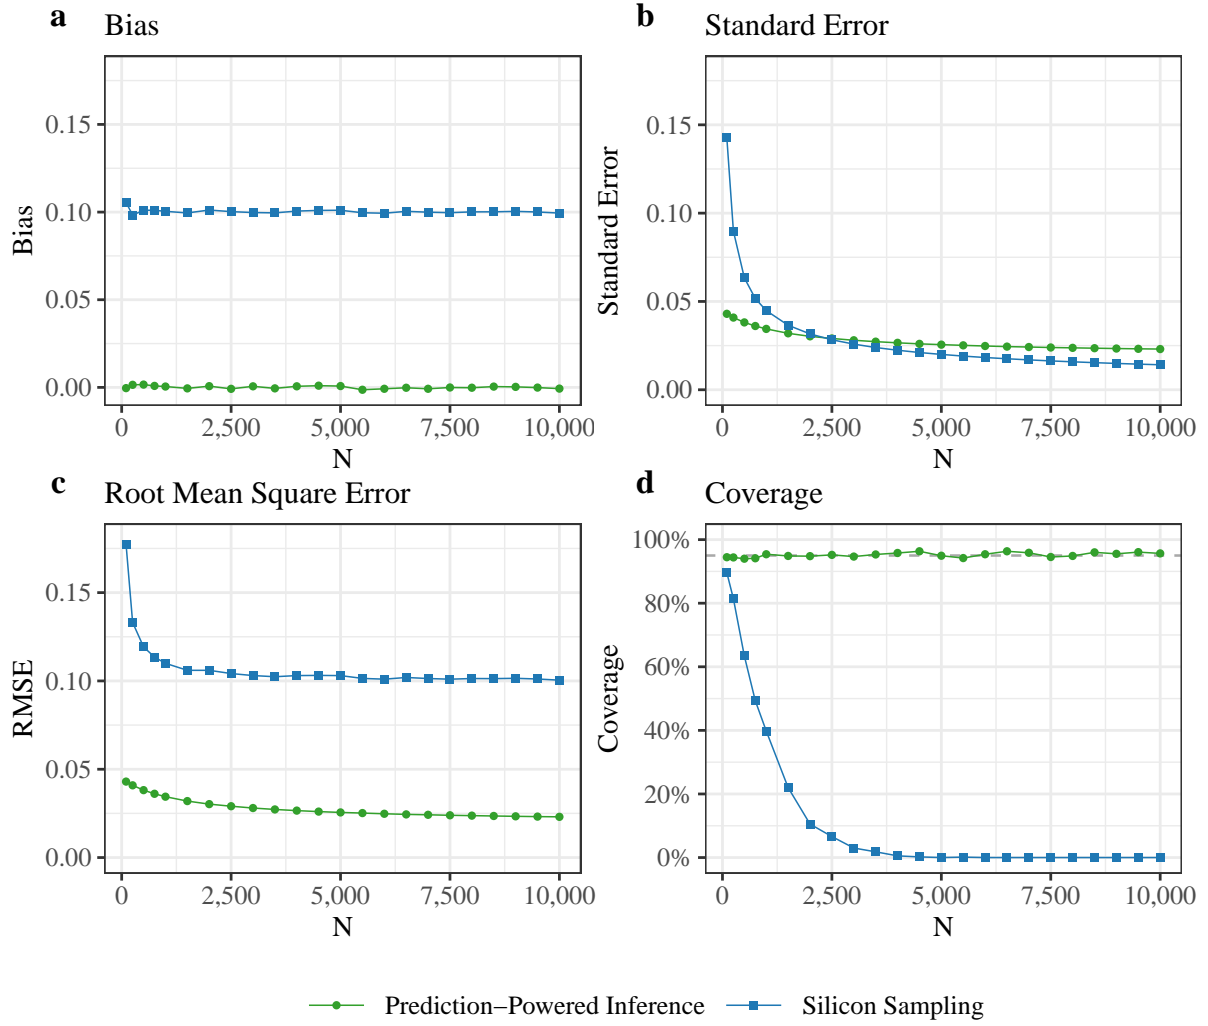 a Bias
Bias
0.15
0.10
0.05
0.00
0 2,500 5,000 7,500 10,000
N
b Standard Error
Standard Error
0.15
0.10
0.05
0.00
0 2,500 5,000 7,500 10,000
N
c Root Mean Square Error
RMSE
0.15
0.10
0.05
0.00
0 2,500 5,000 7,500 10,000
N
d Coverage
Coverage
100%
80%
60%
40%
20%
0%
0 2,500 5,000 7,500 10,000
N
Prediction−Powered Inference Silicon Sampling